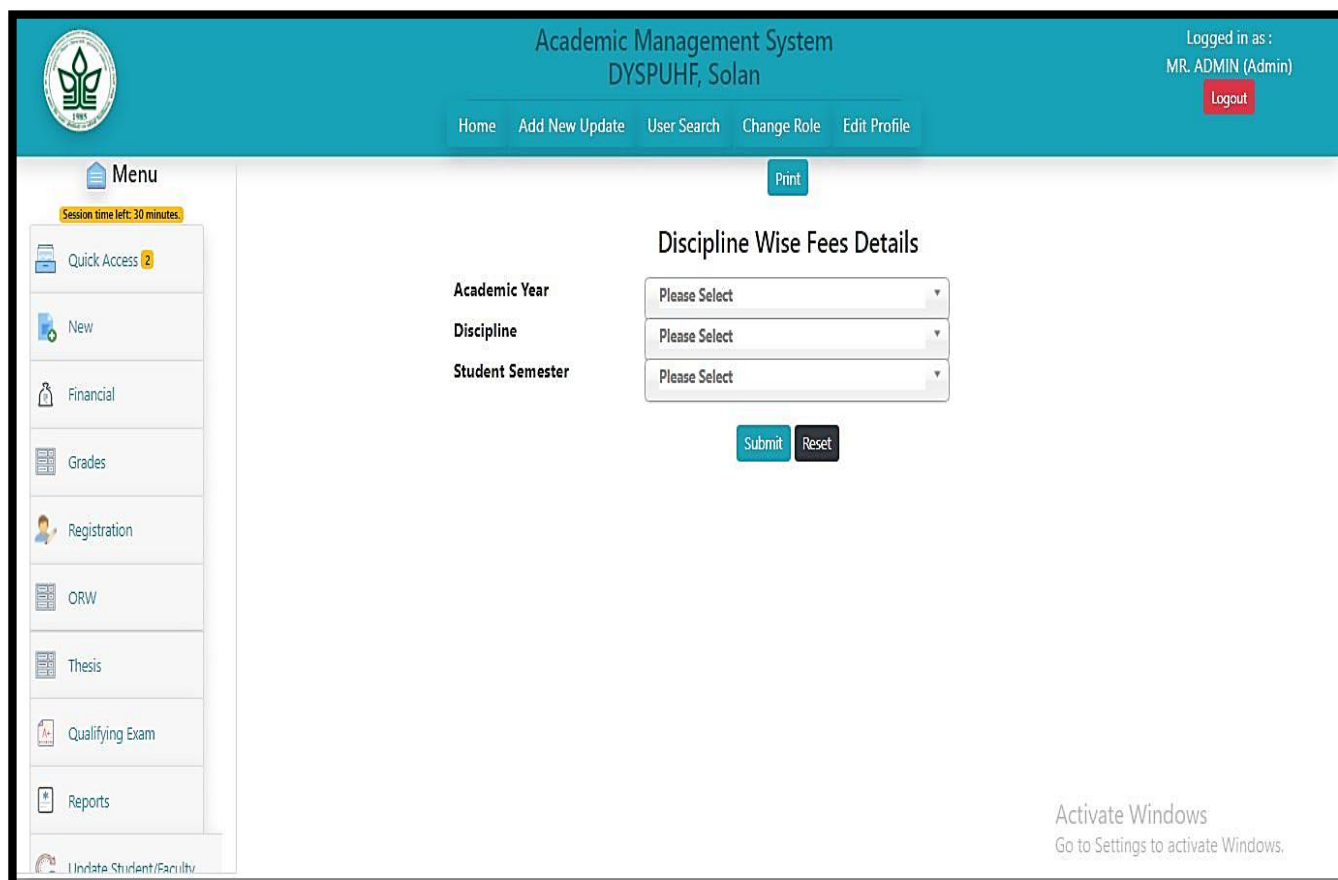 Academic Management System
DYSPUHF, Solan
Logged in as :
MR. ADMIN (Admin)
Logout
Home Add New Update User Search Change Role Edit Profile
1985
Menu
Session time left: 30 minutes.
Quick Access 2
New
Financial
Grades
Registration
ORW
Thesis
Qualifying Exam
Reports
Update Student/Faculty
Print
Discipline Wise Fees Details
Academic Year Please Select
Discipline Please Select
Student Semester Please Select
Submit Reset
Activate Windows
Go to Settings to activate Windows.